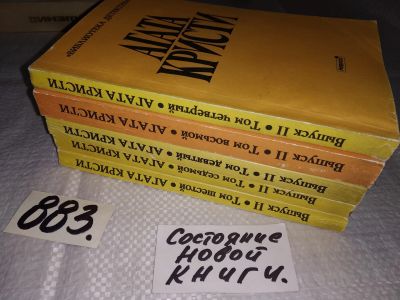 «БИБЛИОТЕКА
АГАТА
КРИСТИ
Выпуск II • Том четвертый • АГАТА КРИСТИ
Выпуск II • Том восьмой • АГАТА КРИСТИ
Выпуск II • Том девятый • АГАТА КРИСТИ
Выпуск II • Том седьмой • АГАТА КРИСТИ
Выпуск II • Том шестой • АГАТА КРИСТИ
883.
Состояние
новой
книги.